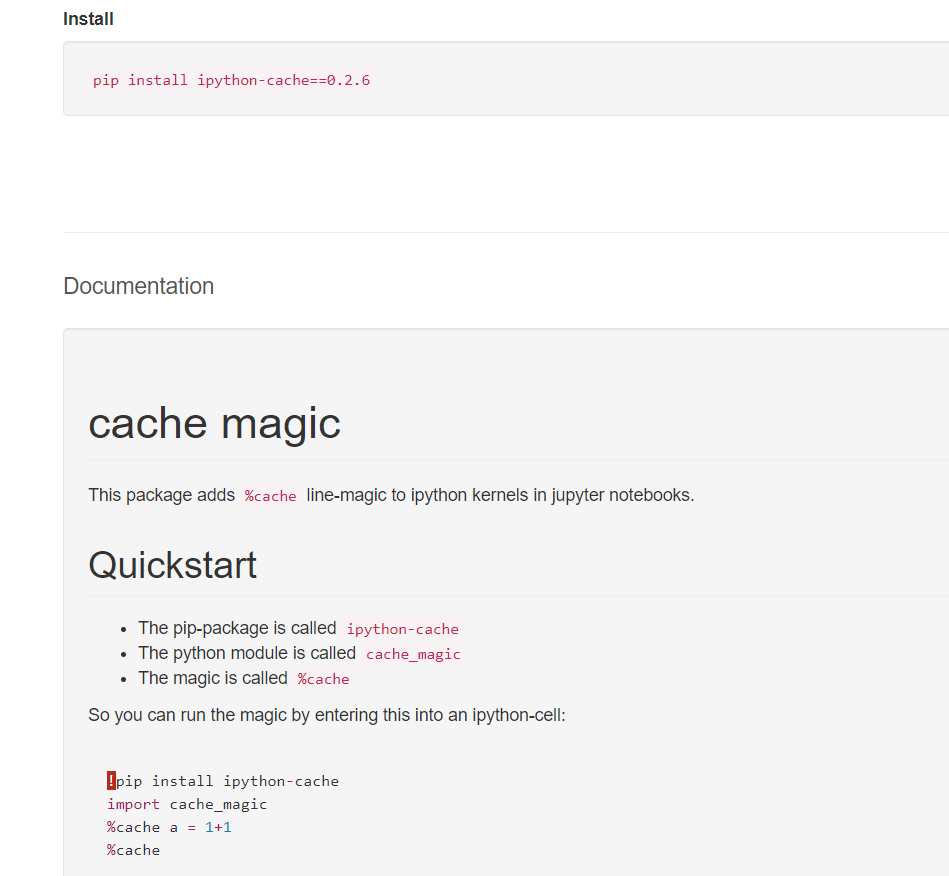 Install
pip install ipython-cache==0.2.6
Documentation
cache magic
This package adds %cache line-magic to ipython kernels in jupyter notebooks.
Quickstart
• The pip-package is called ipython-cache
• The python module is called cache_magic
• The magic is called %cache
So you can run the magic by entering this into an ipython-cell:
!pip install ipython-cache
import cache_magic
%cache a = 1+1
%cache